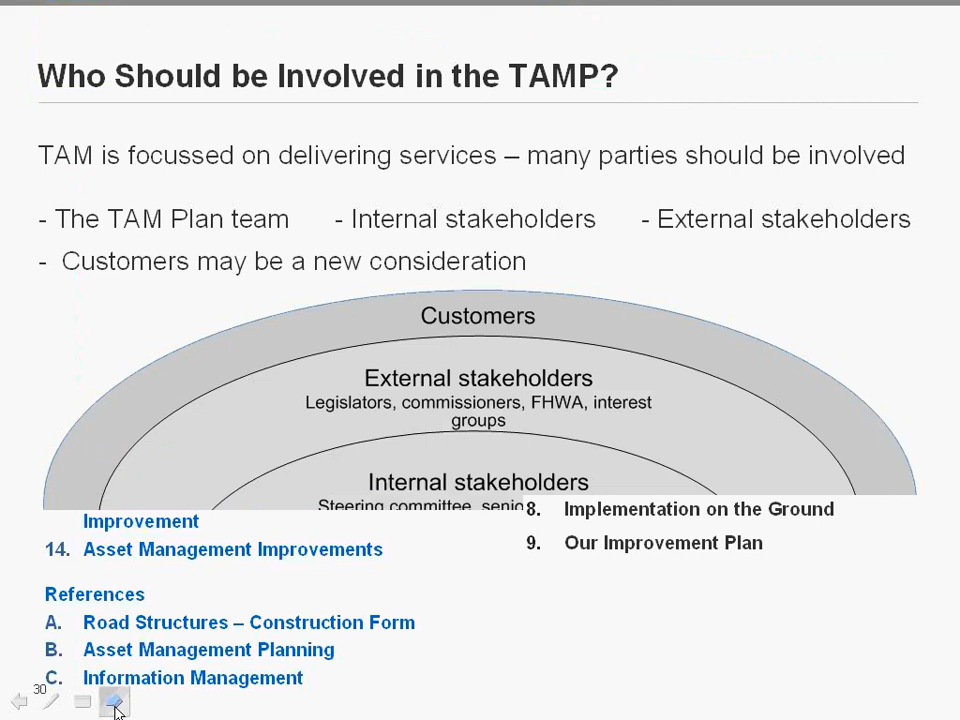 Who Should be Involved in the TAMP?
TAM is focussed on delivering services – many parties should be involved
- The TAM Plan team - Internal stakeholders - External stakeholders
- Customers may be a new consideration
Customers
External stakeholders
Legislators, commissioners, FHWA, interest
groups
Internal stakeholders
Steering committee,
8. Implementation on the Ground
9. Our Improvement Plan
Improvement
14. Asset Management Improvements
References
A. Road Structures – Construction Form
B. Asset Management Planning
C. Information Management
30